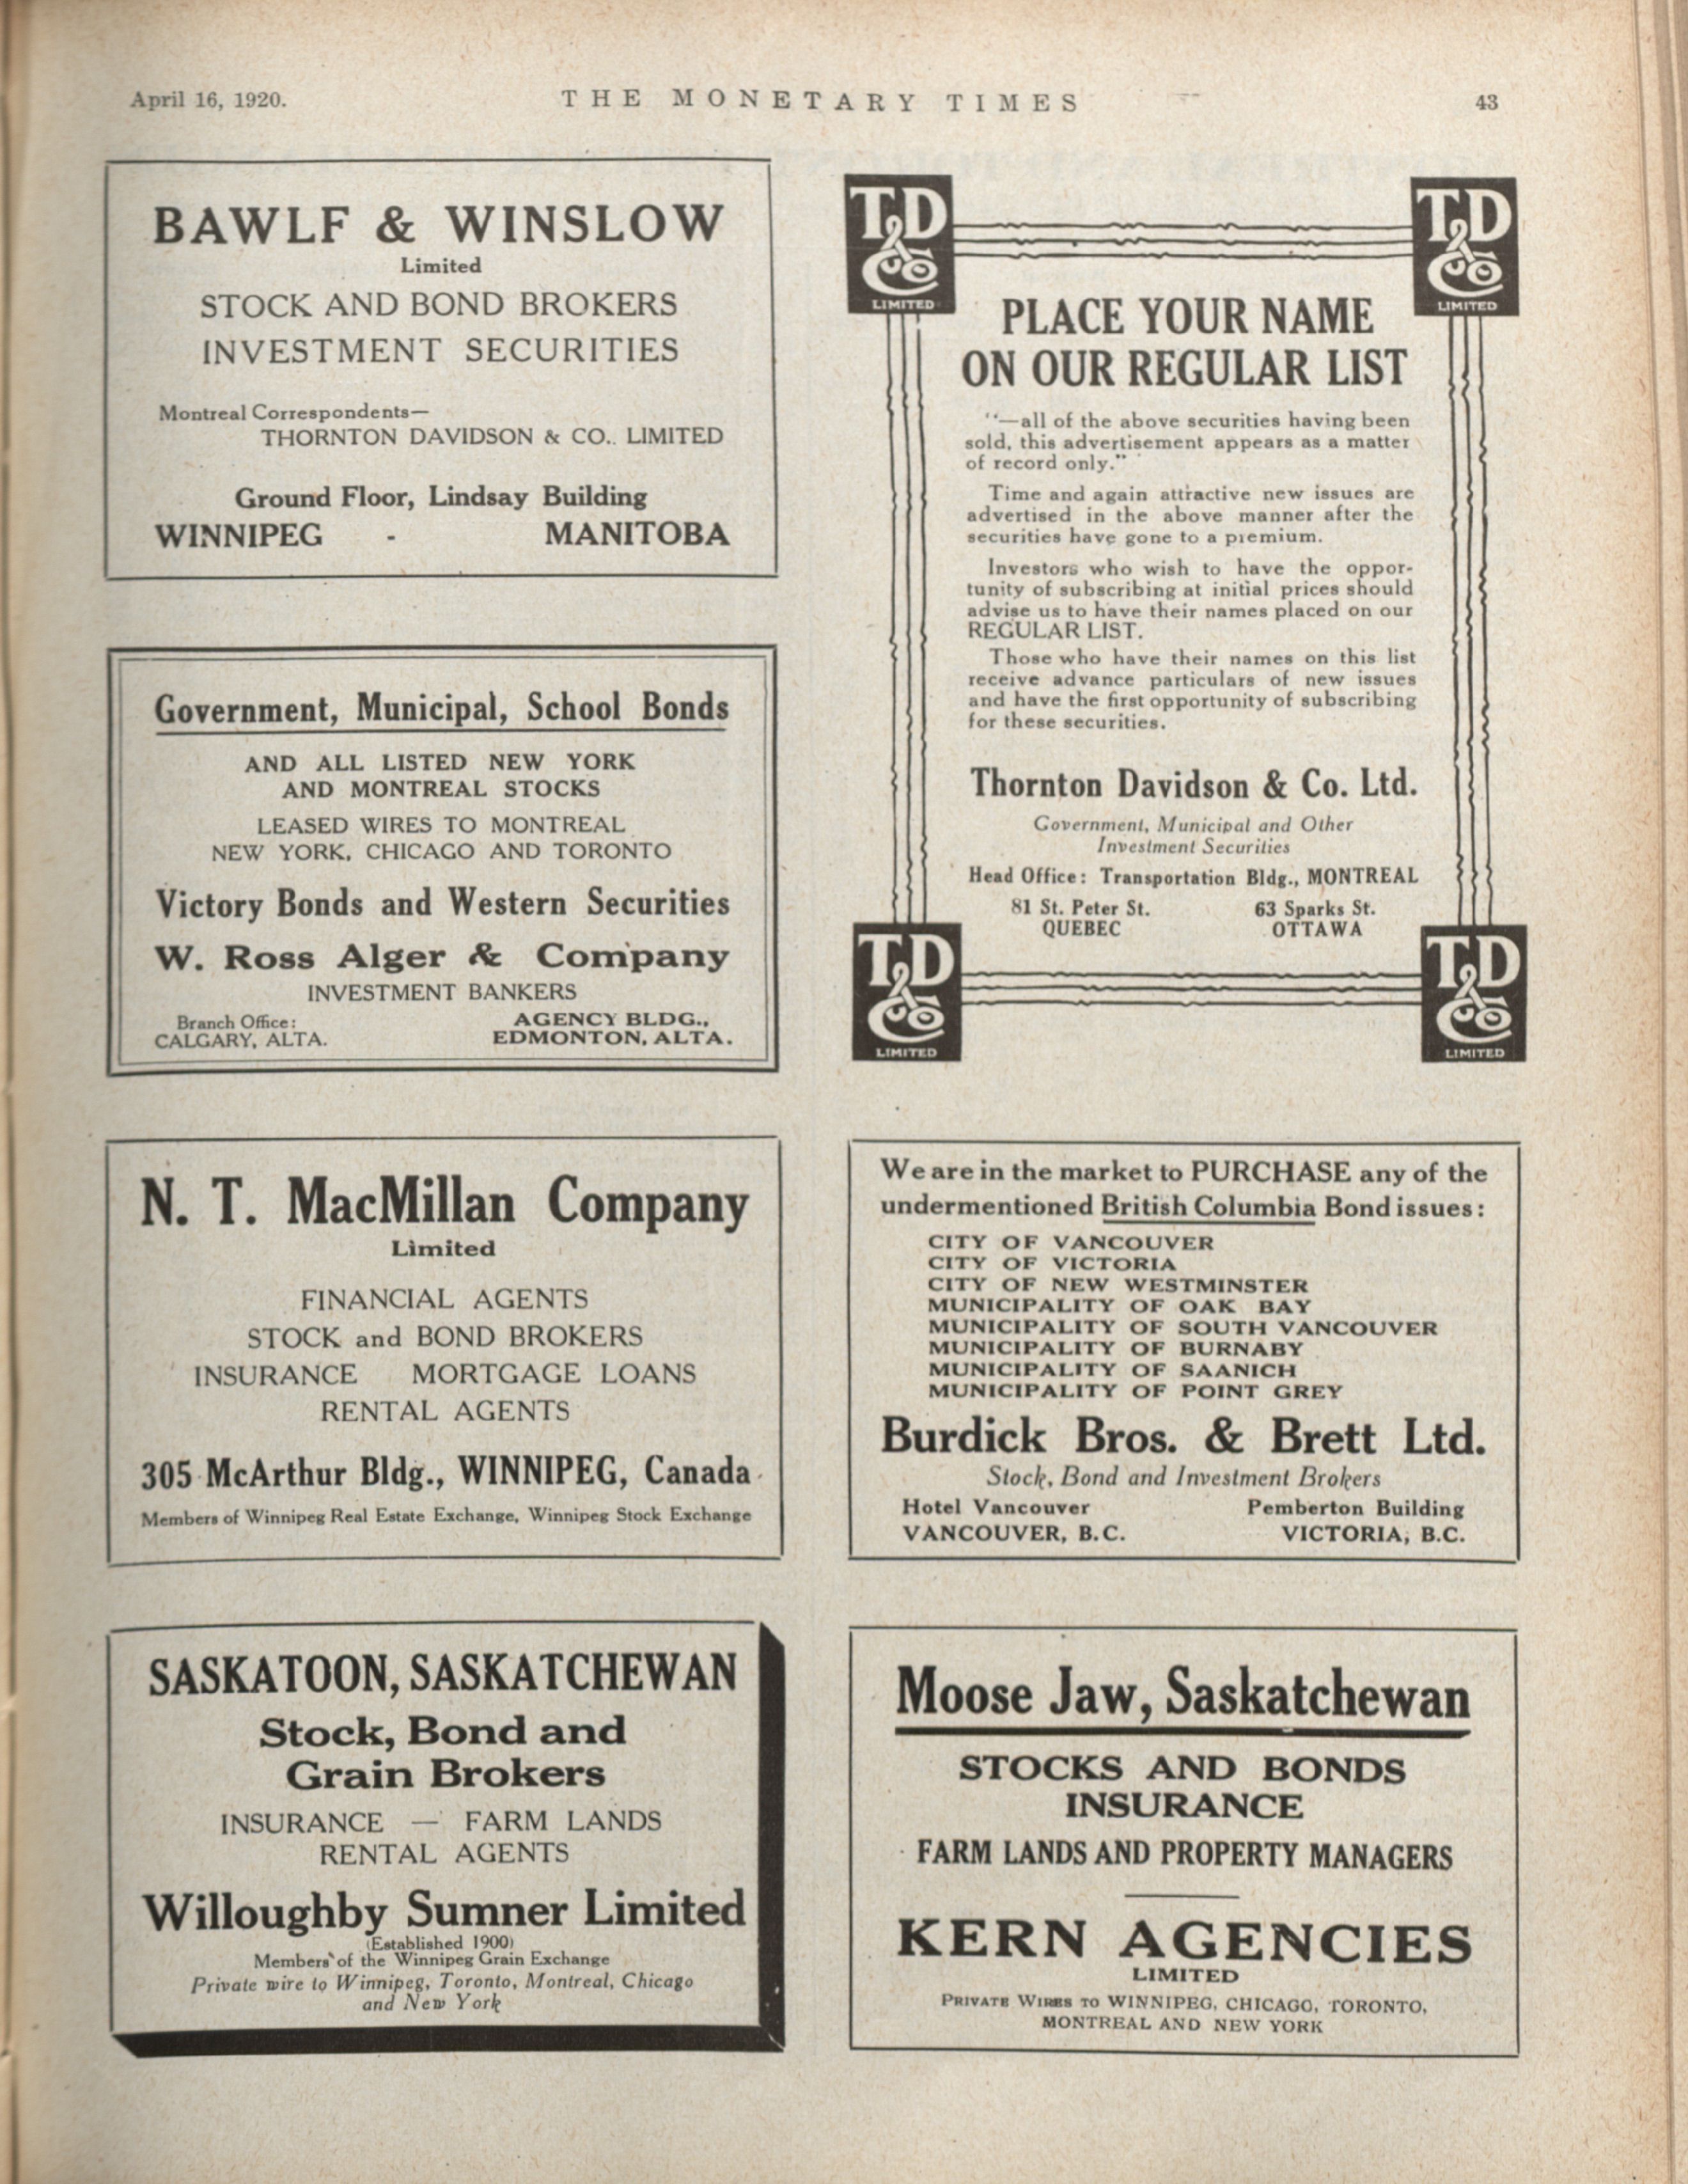 April 16, 1920.
THE MONETARY TIMES
43
BAWLF & WINSLOW
Limited
STOCK AND BOND BROKERS
INVESTMENT SECURITIES
Montreal Correspondents—
THORNTON DAVIDSON & CO., LIMITED
Ground Floor, Lindsay Building
WINNIPEG - MANITOBA
Government, Municipal, School Bonds
AND ALL LISTED NEW YORK
AND MONTREAL STOCKS
LEASED WIRES TO MONTREAL
NEW YORK, CHICAGO AND TORONTO
Victory Bonds and Western Securities
W. Ross Alger & Company
INVESTMENT BANKERS
Branch Office: AGENCY BLDG.,
CALGARY, ALTA. EDMONTON, ALTA.
N. T. MacMillan Company
Limited
FINANCIAL AGENTS
STOCK and BOND BROKERS
INSURANCE MORTGAGE LOANS
RENTAL AGENTS
305 McArthur Bldg., WINNIPEG, Canada
Members of Winnipeg Real Estate Exchange, Winnipeg Stock Exchange
SASKATOON, SASKATCHEWAN
Stock, Bond and
Grain Brokers
INSURANCE — FARM LANDS
RENTAL AGENTS
Willoughby Sumner Limited
(Established 1900)
Members of the Winnipeg Grain Exchange
Private wire to Winnipeg, Toronto, Montreal, Chicago
and New York
TD
& Co
LIMITED
TD
& Co
LIMITED
PLACE YOUR NAME
ON OUR REGULAR LIST
"—all of the above securities having been
sold, this advertisement appears as a matter
of record only."
Time and again attractive new issues are
advertised in the above manner after the
securities have gone to a premium.
Investors who wish to have the oppor-
tunity of subscribing at initial prices should
advise us to have their names placed on our
REGULAR LIST.
Those who have their names on this list
receive advance particulars of new issues
and have the first opportunity of subscribing
for these securities.
Thornton Davidson & Co. Ltd.
Government, Municipal and Other
Investment Securities
Head Office: Transportation Bldg., MONTREAL
81 St. Peter St. 63 Sparks St.
QUEBEC OTTAWA
TD
& Co
LIMITED
TD
& Co
LIMITED
We are in the market to PURCHASE any of the
undermentioned British Columbia Bond issues:
CITY OF VANCOUVER
CITY OF VICTORIA
CITY OF NEW WESTMINSTER
MUNICIPALITY OF OAK BAY
MUNICIPALITY OF SOUTH VANCOUVER
MUNICIPALITY OF BURNABY
MUNICIPALITY OF SAANICH
MUNICIPALITY OF POINT GREY
Burdick Bros. & Brett Ltd.
Stock, Bond and Investment Brokers
Hotel Vancouver Pemberton Building
VANCOUVER, B.C. VICTORIA, B.C.
Moose Jaw, Saskatchewan
STOCKS AND BONDS
INSURANCE
FARM LANDS AND PROPERTY MANAGERS
KERN AGENCIES
LIMITED
PRIVATE WIRES TO WINNIPEG, CHICAGO, TORONTO,
MONTREAL AND NEW YORK